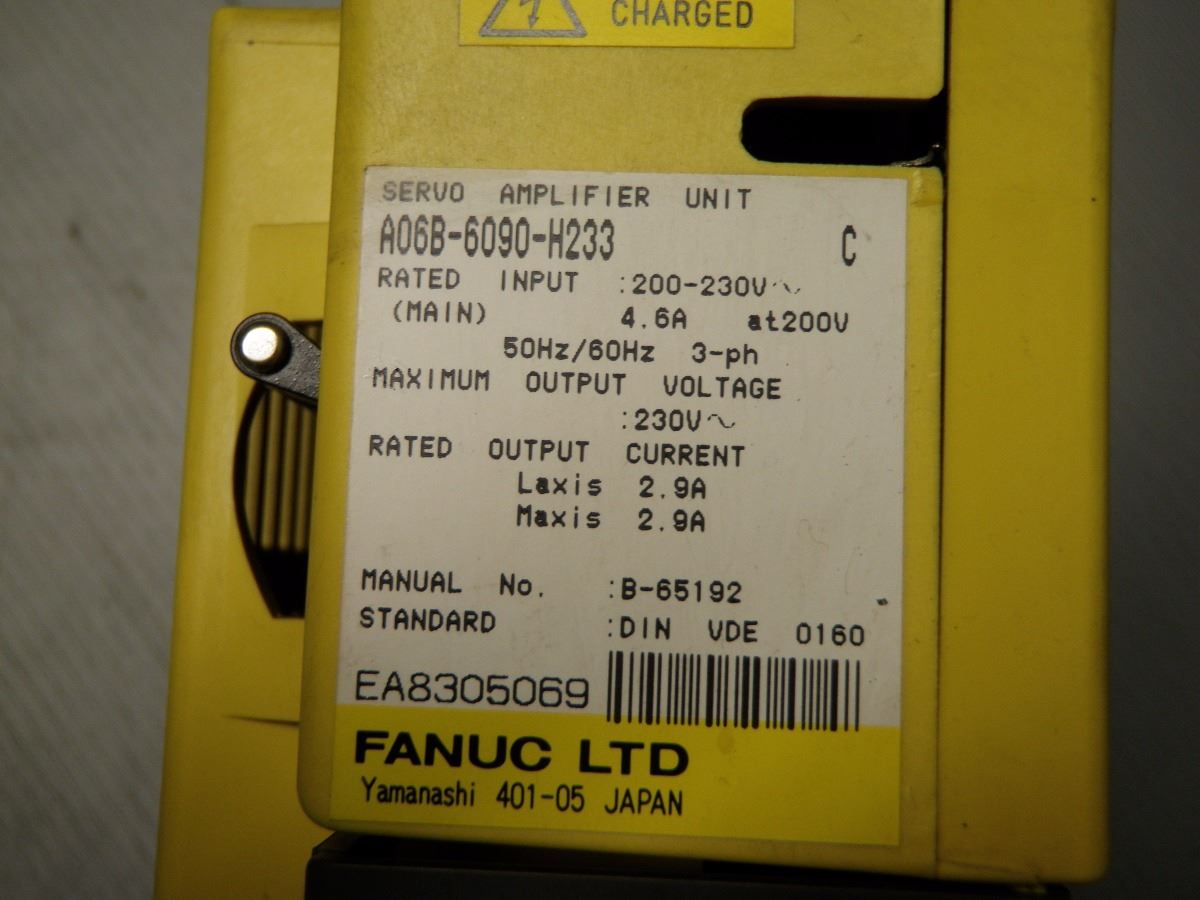 CHARGED
SERVO AMPLIFIER UNIT
A06B-6090-H233 C
RATED INPUT :200-230V~
(MAIN) 4.6A at200V
50Hz/60Hz 3-ph
MAXIMUM OUTPUT VOLTAGE
:230V~
RATED OUTPUT CURRENT
Laxis 2.9A
Maxis 2.9A
MANUAL No. :B-65192
STANDARD :DIN VDE 0160
EA8305069
FANUC LTD
Yamanashi 401-05 JAPAN